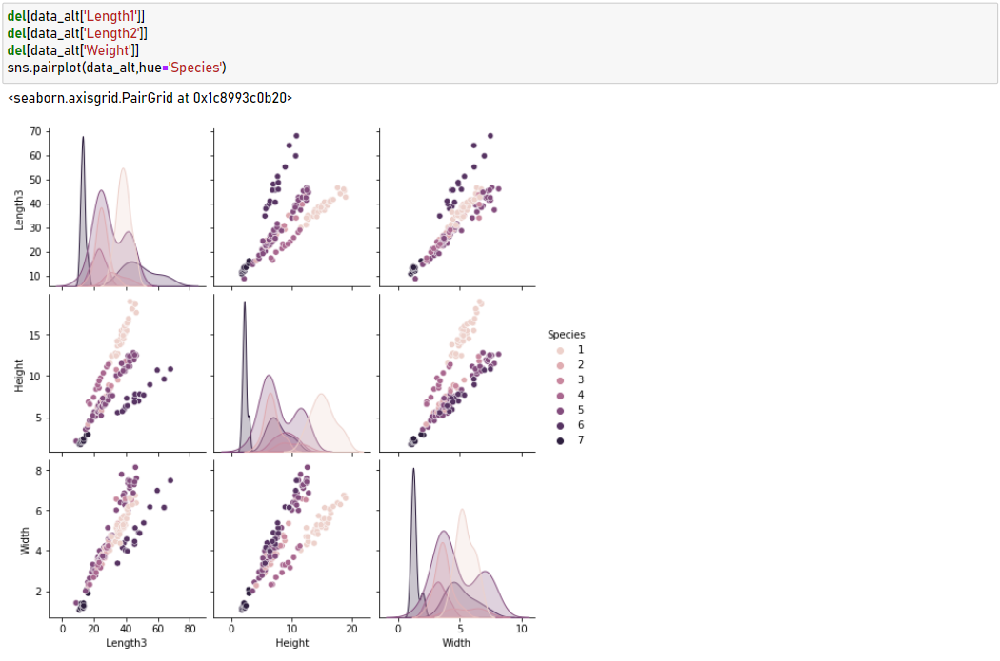 del[data_alt['Length1']]
del[data_alt['Length2']]
del[data_alt['Weight']]
sns.pairplot(data_alt,hue='Species')
<seaborn.axisgrid.PairGrid at 0x1c8993c0b20>
70
60
50
40
30
20
10
Length3
15
10
5
Height
Species
1
2
3
4
5
6
7
8
6
4
2
Width
0 20 40 60 80
Length3
0 10 20
Height
0 5 10
Width